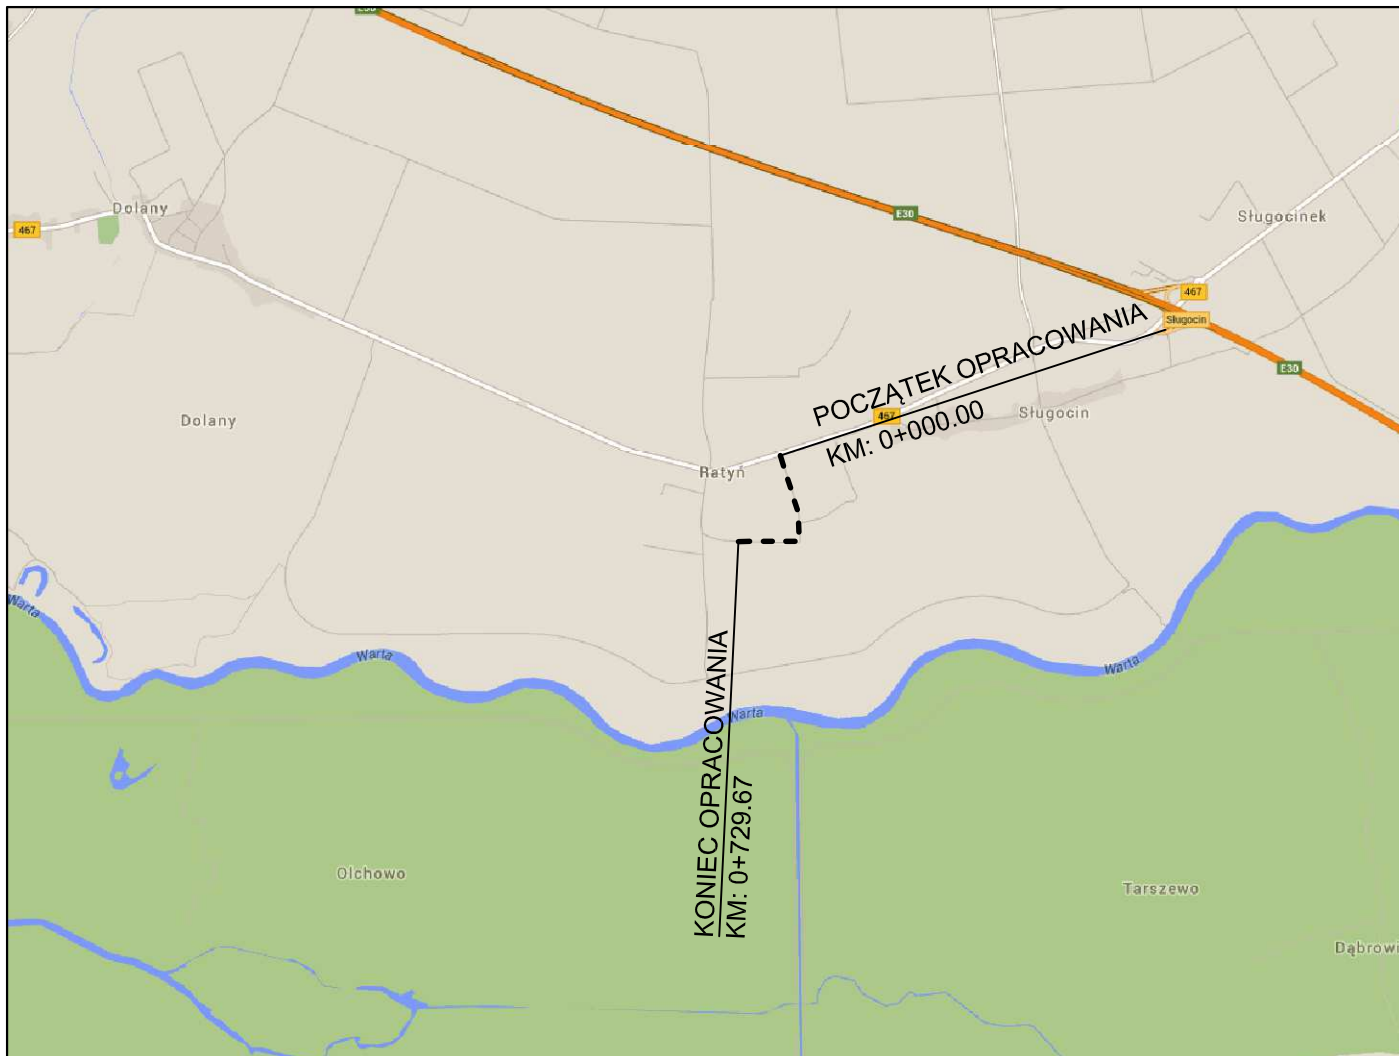 E30
Dolany
467
E30
Sługocinek
467
Sługocin
POCZĄTEK OPRACOWANIA
KM: 0+000.00
E30
467
Sługocin
Dolany
Ratyń
Warta
Warta
Warta
Warta
KONIEC OPRACOWANIA
KM: 0+729.67
Olchowo
Tarszewo
Dąbrowi